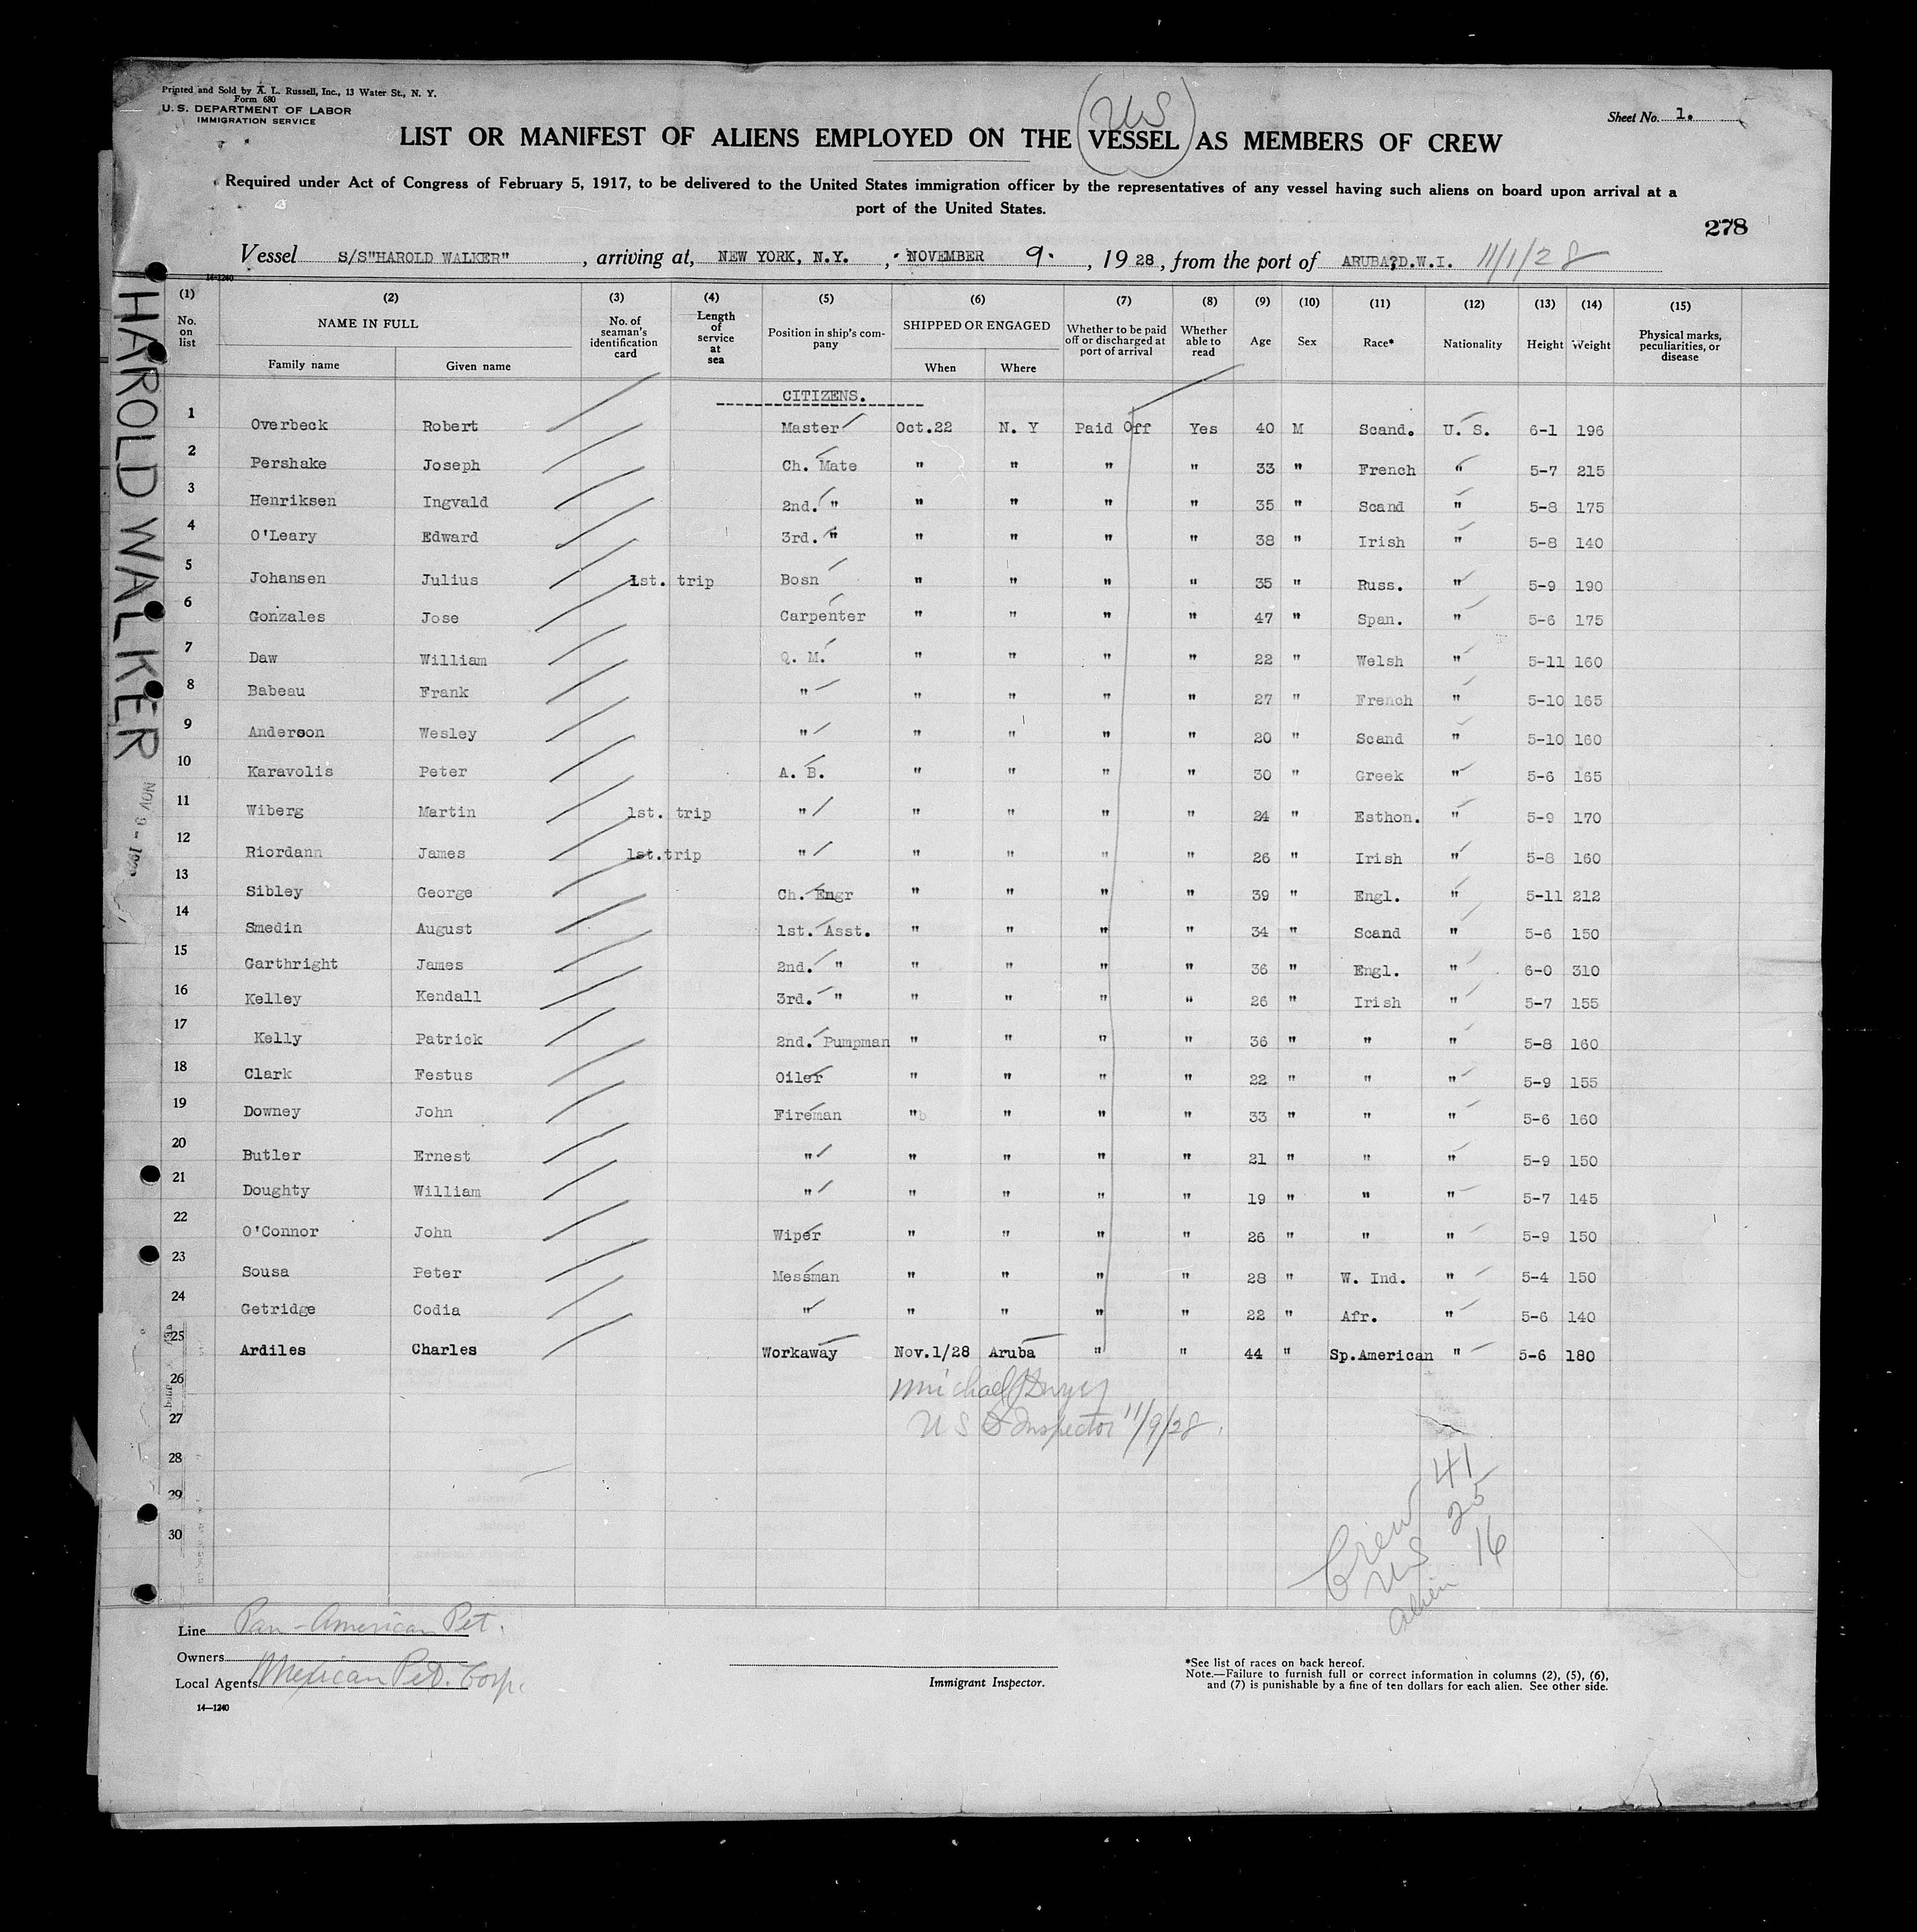 Printed and Sold by A. L. Russell, Inc., 13 Water St., N. Y.
Form 680
U. S. DEPARTMENT OF LABOR
IMMIGRATION SERVICE
Sheet No. 1.
US
LIST OR MANIFEST OF ALIENS EMPLOYED ON THE VESSEL AS MEMBERS OF CREW
Required under Act of Congress of February 5, 1917, to be delivered to the United States immigration officer by the representatives of any vessel having such aliens on board upon arrival at a
port of the United States.
278
Vessel S/S"HAROLD WALKER", arriving at, NEW YORK, N.Y., NOVEMBER 9., 1928, from the port of ARUBA?D.W.I. 11/1/28
14-1240
HAROLD WALKER
NOV 9 -
(1) (2) (3) (4) (5) (6) (7) (8) (9) (10) (11) (12) (13) (14) (15)
No. on list NAME IN FULL No. of seaman's identification card Length of service at sea Position in ship's company SHIPPED OR ENGAGED Whether to be paid off or discharged at port of arrival Whether able to read Age Sex Race* Nationality Height Weight Physical marks, peculiarities, or disease
Family name Given name When Where
CITIZENS.
1 Overbeck Robert Master Oct.22 N. Y Paid Off Yes 40 M Scand. U. S. 6-1 196
2 Pershake Joseph Ch. Mate " " " " 33 " French " 5-7 215
3 Henriksen Ingvald 2nd. " " " " " 35 " Scand " 5-8 175
4 O'Leary Edward 3rd. " " " " " 38 " Irish " 5-8 140
5 Johansen Julius 1st. trip Bosn " " " " 35 " Russ. " 5-9 190
6 Gonzales Jose Carpenter " " " " 47 " Span. " 5-6 175
7 Daw William Q. M. " " " " 22 " Welsh " 5-11 160
8 Babeau Frank " " " " " 27 " French " 5-10 165
9 Anderson Wesley " " " " " 20 " Scand " 5-10 160
10 Karavolis Peter A. B. " " " " 30 " Greek " 5-6 165
11 Wiberg Martin 1st. trip " " " " " 24 " Esthon. " 5-9 170
12 Riordann James 1st.trip " " " " " 26 " Irish " 5-8 160
13 Sibley George Ch. Engr " " " " 39 " Engl. " 5-11 212
14 Smedin August 1st. Asst. " " " " 34 " Scand " 5-6 150
15 Garthright James 2nd. " " " " " 36 " Engl. " 6-0 310
16 Kelley Kendall 3rd. " " " " " 26 " Irish " 5-7 155
17 Kelly Patrick 2nd. Pumpman " " " " 36 " " " 5-8 160
18 Clark Festus Oiler " " " " 22 " " " 5-9 155
19 Downey John Fireman " " " " 33 " " " 5-6 160
20 Butler Ernest " " " " " 21 " " " 5-9 150
21 Doughty William " " " " " 19 " " " 5-7 145
22 O'Connor John Wiper " " " " 26 " " " 5-9 150
23 Sousa Peter Messman " " " " 28 " W. Ind. " 5-4 150
24 Getridge Codia " " " " " 22 " Afr. " 5-6 140
25 Ardiles Charles Workaway Nov.1/28 Aruba " " 44 " Sp.American " 5-6 180
26 Michael
27 U S Inspector 11/9/28.
28
29
30
Crew 41
US 25
Alien 16
Line Pan-American Pet.
Owners
Local Agents Mexican Pet. Corp.
Immigrant Inspector.
*See list of races on back hereof.
Note.—Failure to furnish full or correct information in columns (2), (5), (6),
and (7) is punishable by a fine of ten dollars for each alien. See other side.
14—1240